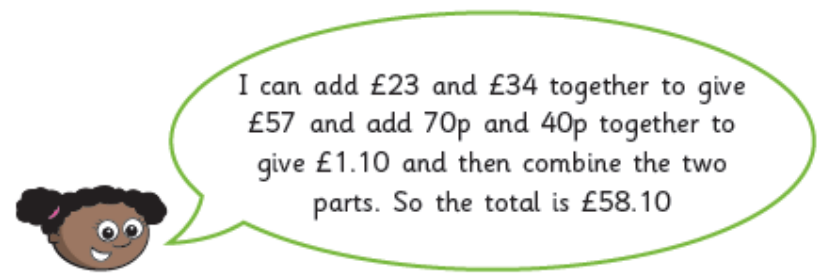 I can add £23 and £34 together to give
£57 and add 70p and 40p together to
give £1.10 and then combine the two
parts. So the total is £58.10